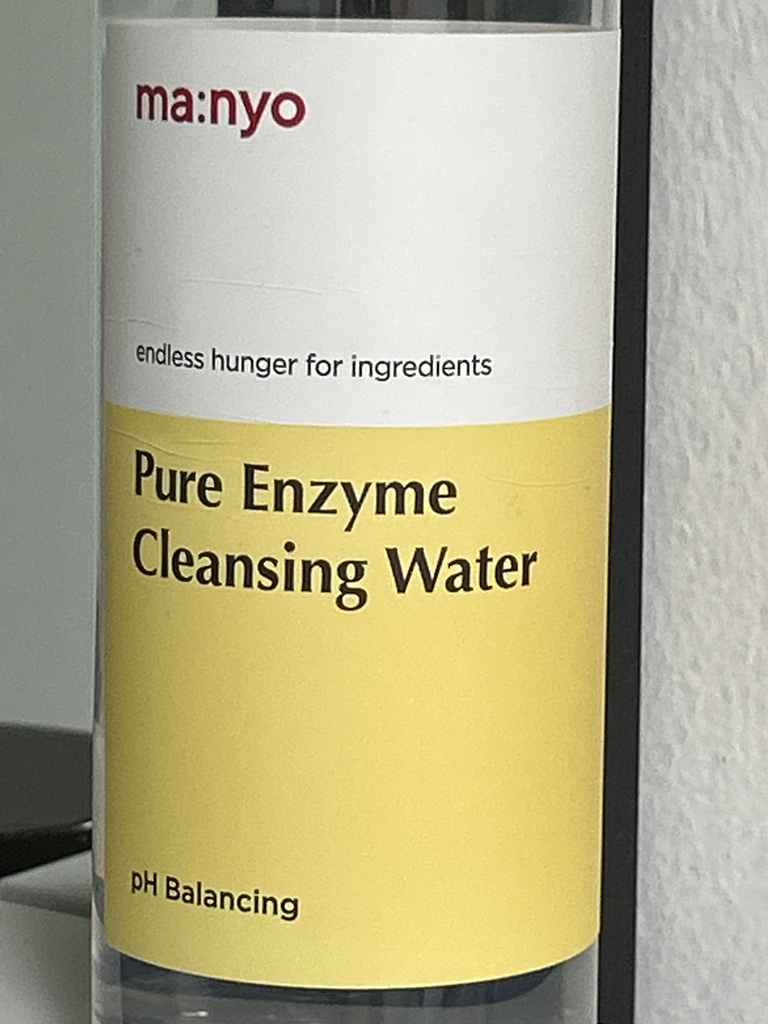 ma:nyo
endless hunger for ingredients
Pure Enzyme
Cleansing Water
pH Balancing